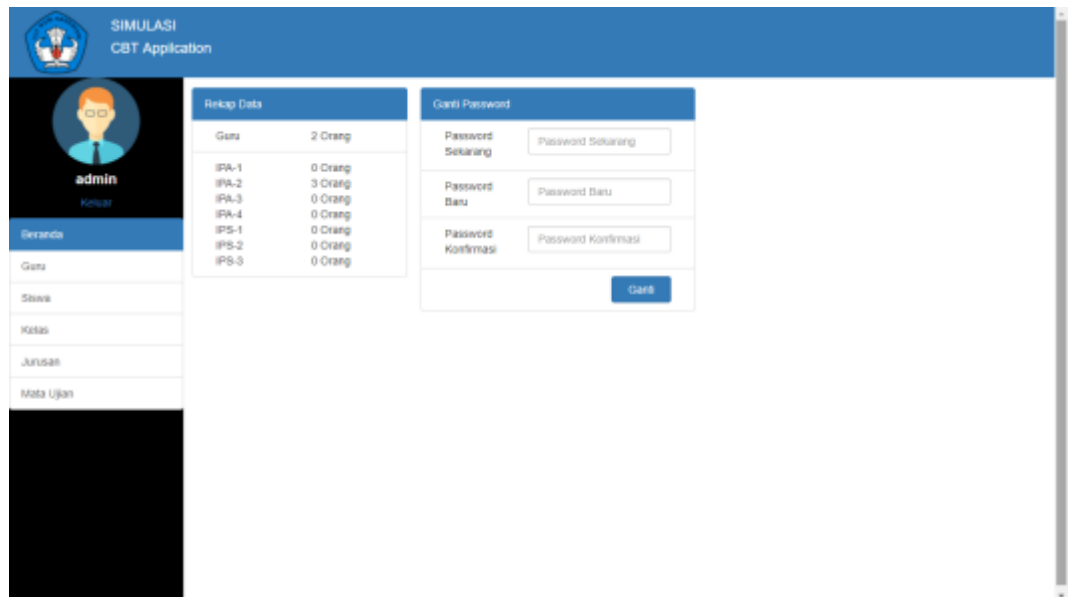 SIMULASI
CBT Application
admin
Keluar
Beranda
Guru
Siswa
Kelas
Jurusan
Mata Ujian
Rekap Data
Guru 2 Orang
IPA-1 0 Orang
IPA-2 3 Orang
IPA-3 0 Orang
IPA-4 0 Orang
IPS-1 0 Orang
IPS-2 0 Orang
IPS-3 0 Orang
Ganti Password
Password
Sekarang
Password Sekarang
Password
Baru
Password Baru
Password
Konfirmasi
Password Konfirmasi
Ganti